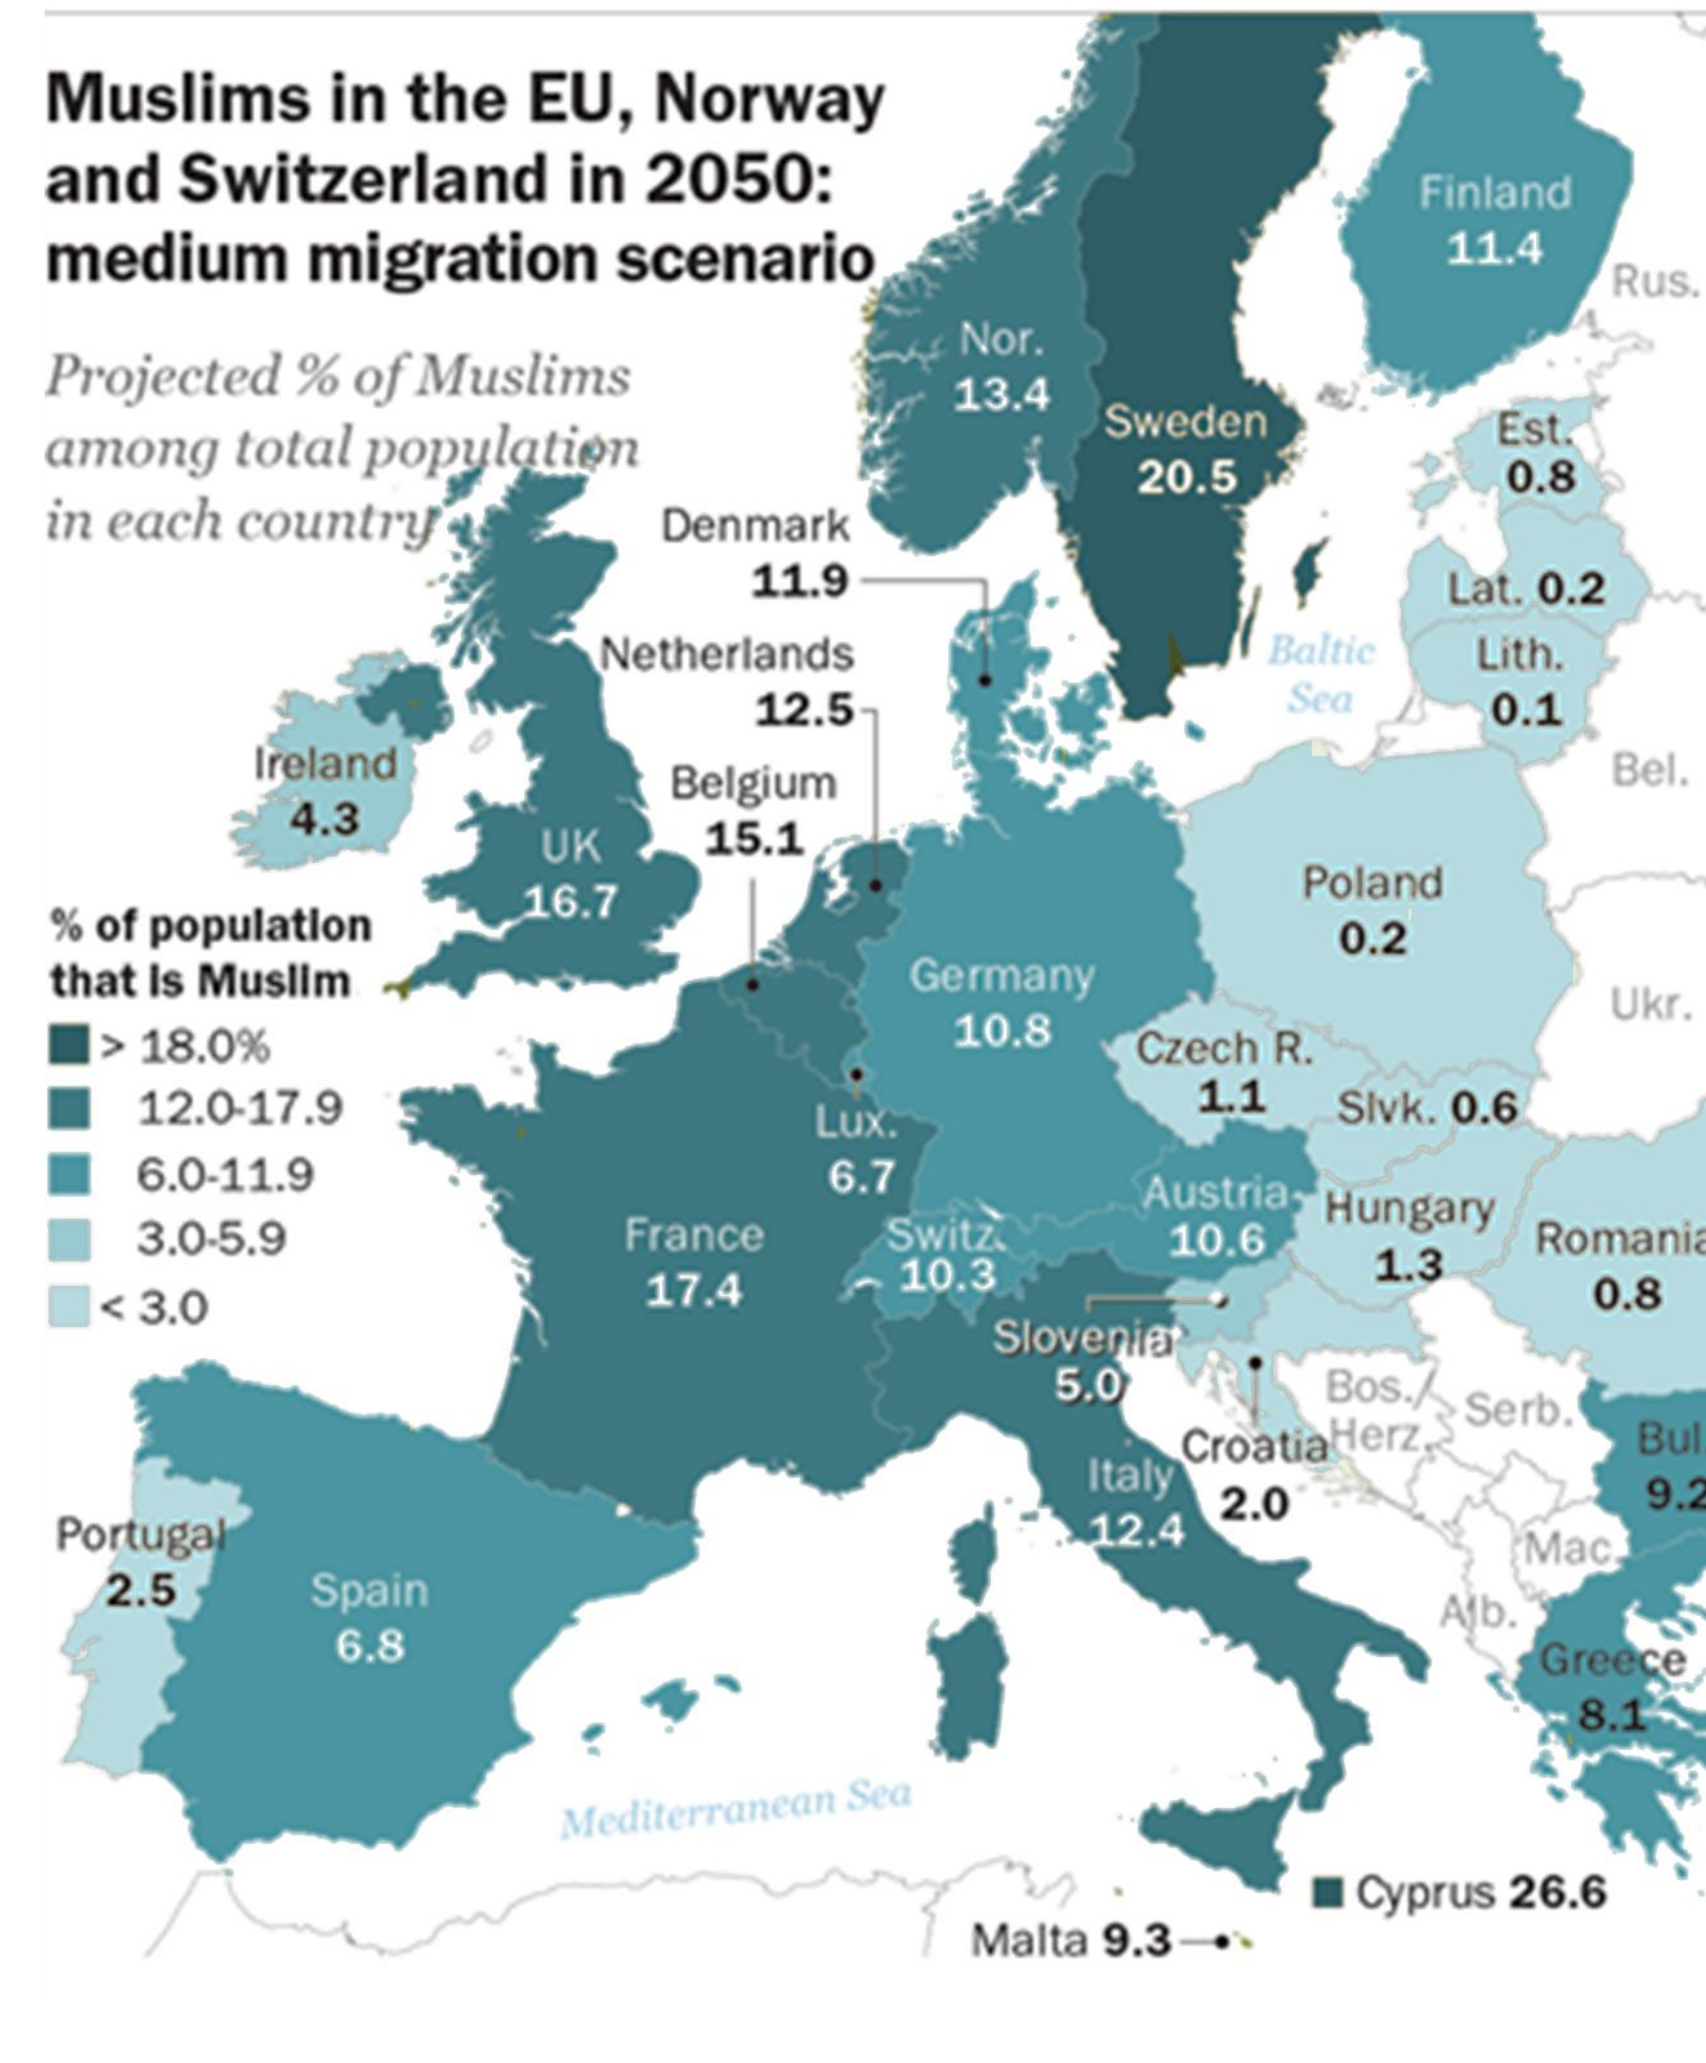 Muslims in the EU, Norway
and Switzerland in 2050:
medium migration scenario
Projected % of Muslims
among total population
in each country
Finland
11.4
Rus.
Nor.
13.4
Sweden
20.5
Est.
0.8
Denmark
11.9
Lat. 0.2
Netherlands
12.5
Baltic
Sea
Lith.
0.1
Ireland
4.3
Belgium
15.1
Bel.
UK
16.7
Poland
0.2
% of population
that is Muslim
> 18.0%
12.0-17.9
6.0-11.9
3.0-5.9
< 3.0
Germany
10.8
Ukr.
Czech R.
1.1
Slvk. 0.6
Lux.
6.7
Austria
10.6
Hungary
1.3
Romania
0.8
France
17.4
Switz.
10.3
Slovenia
5.0
Bos./
Herz.
Serb.
Croatia
2.0
Bul
9.2
Italy
12.4
Portugal
2.5
Spain
6.8
Mac.
Alb.
Greece
8.1
Mediterranean Sea
Cyprus 26.6
Malta 9.3